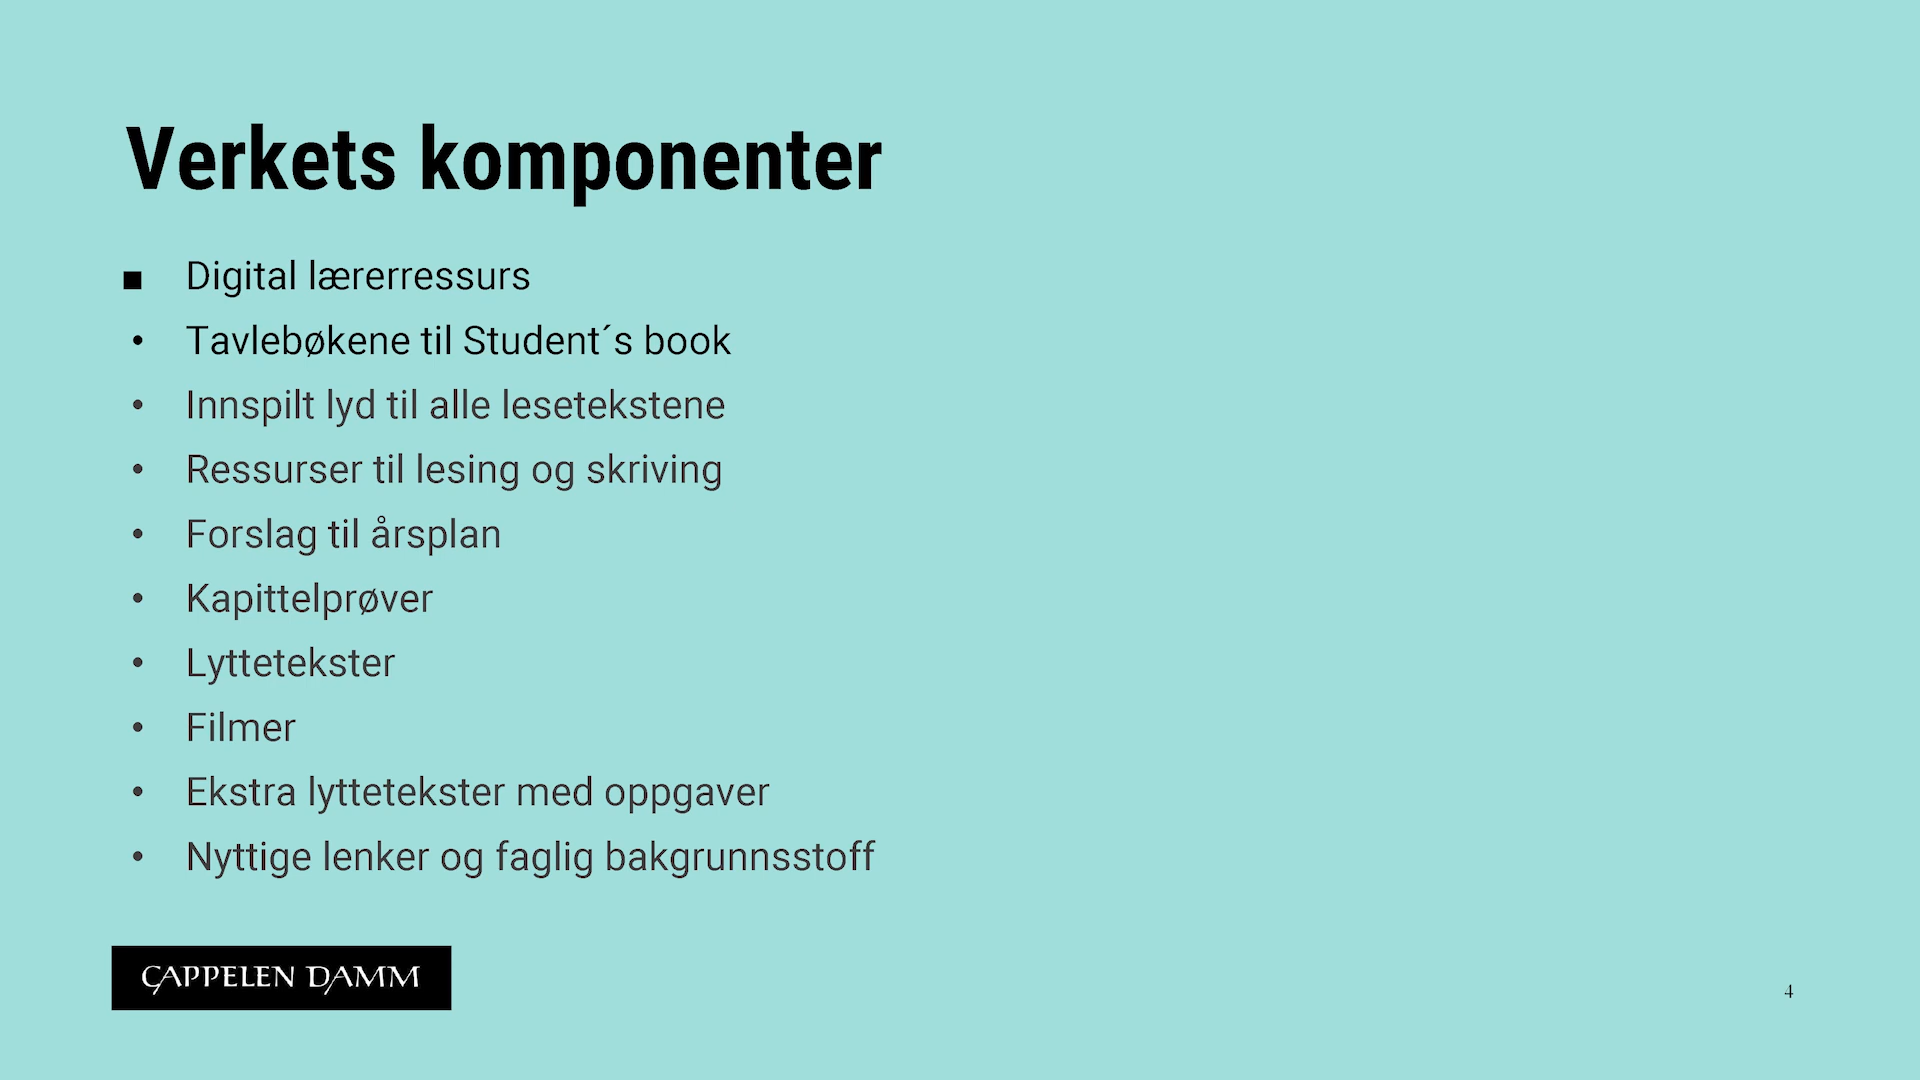 Verkets komponenter
■ Digital lærerressurs
• Tavlebøkene til Student´s book
• Innspilt lyd til alle lesetekstene
• Ressurser til lesing og skriving
• Forslag til årsplan
• Kapittelprøver
• Lyttetekster
• Filmer
• Ekstra lyttetekster med oppgaver
• Nyttige lenker og faglig bakgrunnsstoff
CAPPELEN DAMM
4